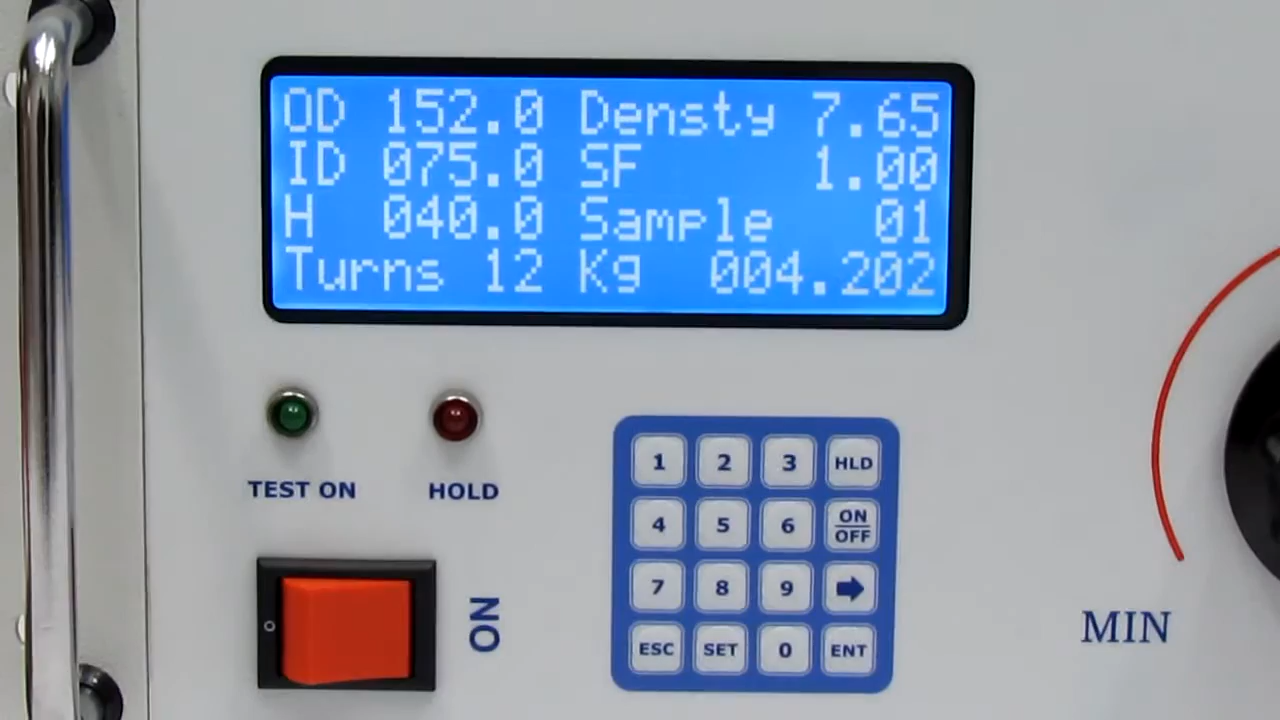 OD 152.0 Densty 7.65
ID 075.0 SF 1.00
H 040.0 Sample 01
Turns 12 Kg 004.202
TEST ON HOLD
1 2 3 HLD
4 5 6 ON OFF
7 8 9
ESC SET 0 ENT
ON
MIN